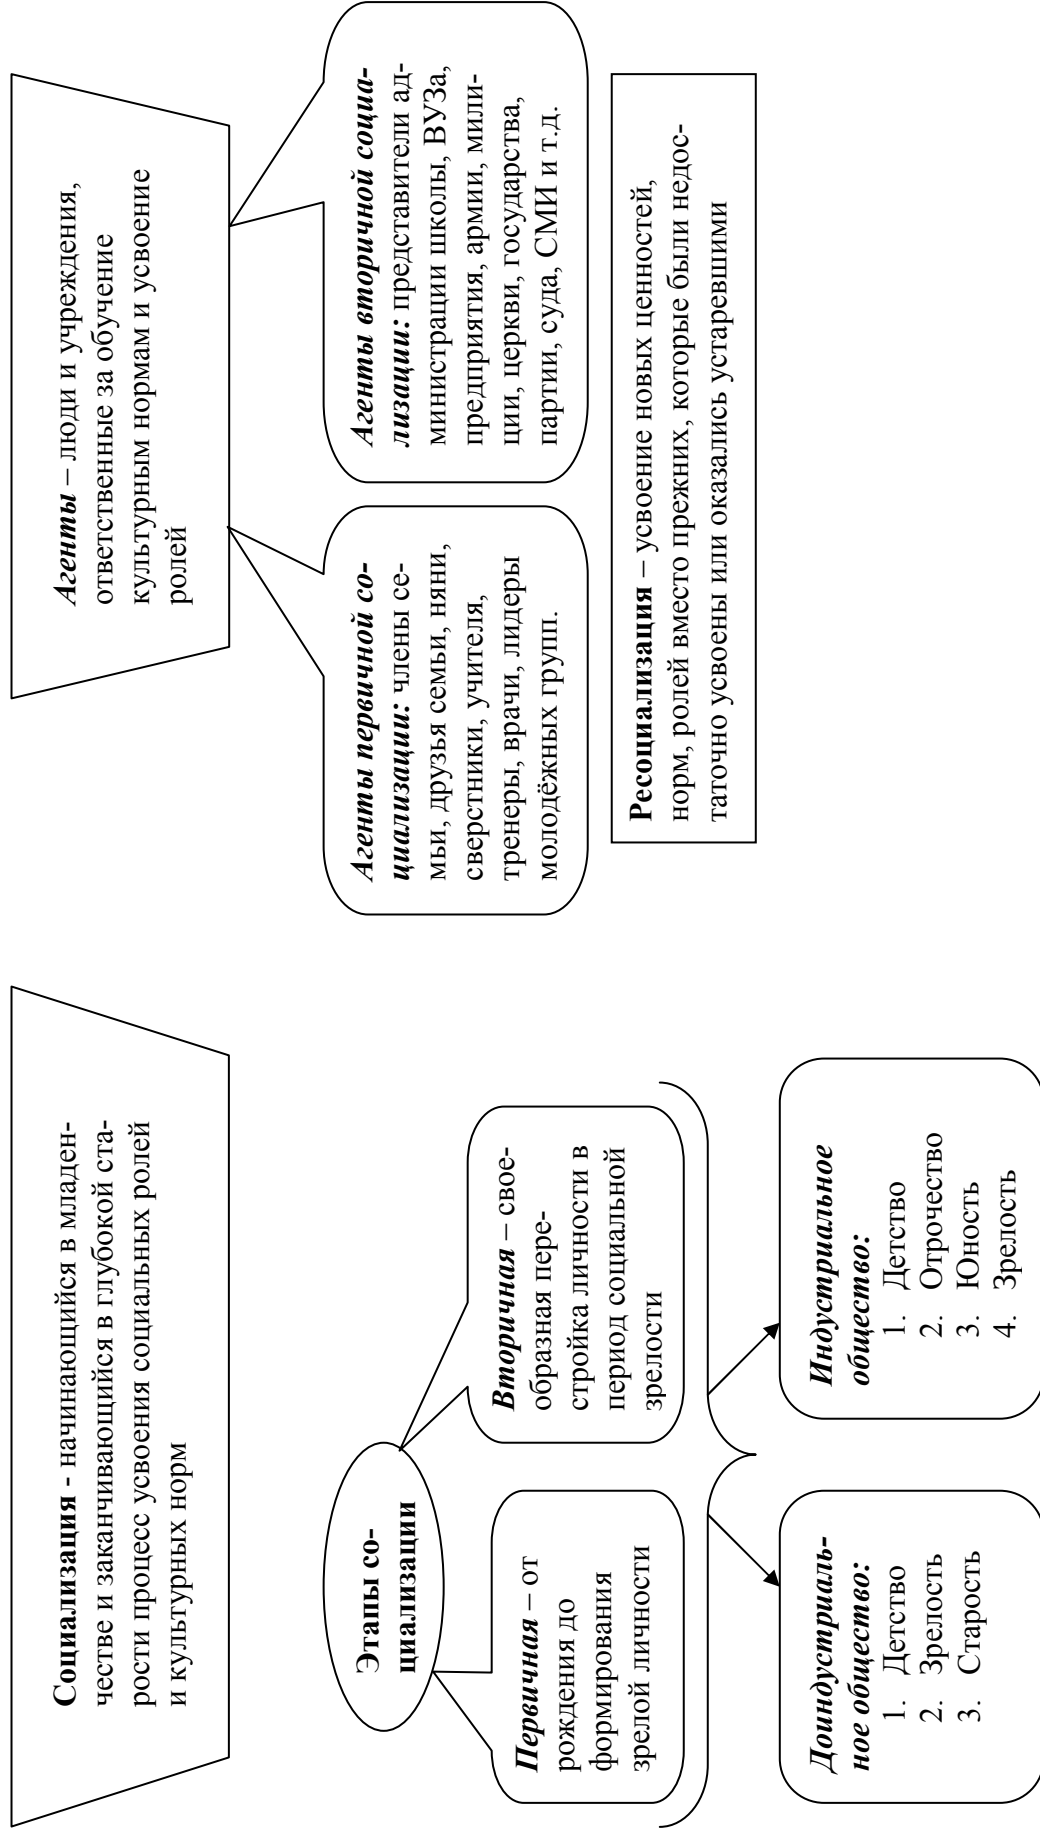 Социализация - начинающийся в младен-
честве и заканчивающийся в глубокой ста-
рости процесс усвоения социальных ролей
и культурных норм
Этапы со-
циализации
Первичная – от
рождения до
формирования
зрелой личности
Вторичная – свое-
образная пере-
стройка личности в
период социальной
зрелости
Доиндустриаль-
ное общество:
1. Детство
2. Зрелость
3. Старость
Индустриальное
общество:
1. Детство
2. Отрочество
3. Юность
4. Зрелость
Агенты – люди и учреждения,
ответственные за обучение
культурным нормам и усвоение
ролей
Агенты первичной со-
циализации: члены се-
мьи, друзья семьи, няни,
сверстники, учителя,
тренеры, врачи, лидеры
молодёжных групп.
Агенты вторичной социа-
лизации: представители ад-
министрации школы, ВУЗа,
предприятия, армии, мили-
ции, церкви, государства,
партии, суда, СМИ и т.д.
Ресоциализация – усвоение новых ценностей,
норм, ролей вместо прежних, которые были недос-
таточно усвоены или оказались устаревшими